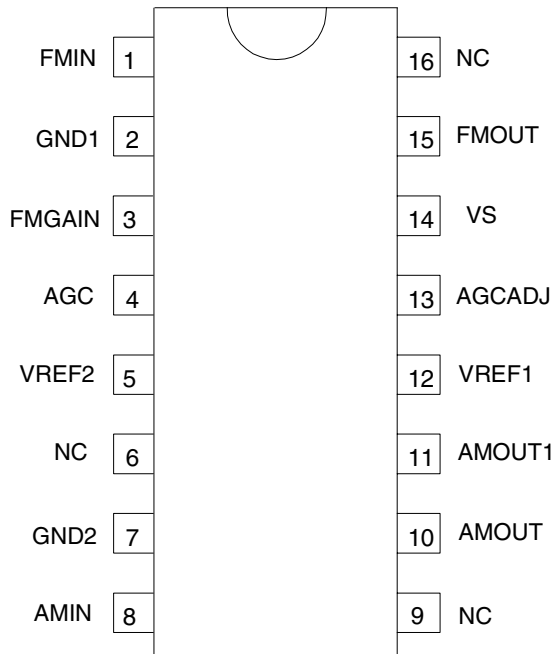 FMIN 1 16 NC
GND1 2 15 FMOUT
FMGAIN 3 14 VS
AGC 4 13 AGCADJ
VREF2 5 12 VREF1
NC 6 11 AMOUT1
GND2 7 10 AMOUT
AMIN 8 9 NC